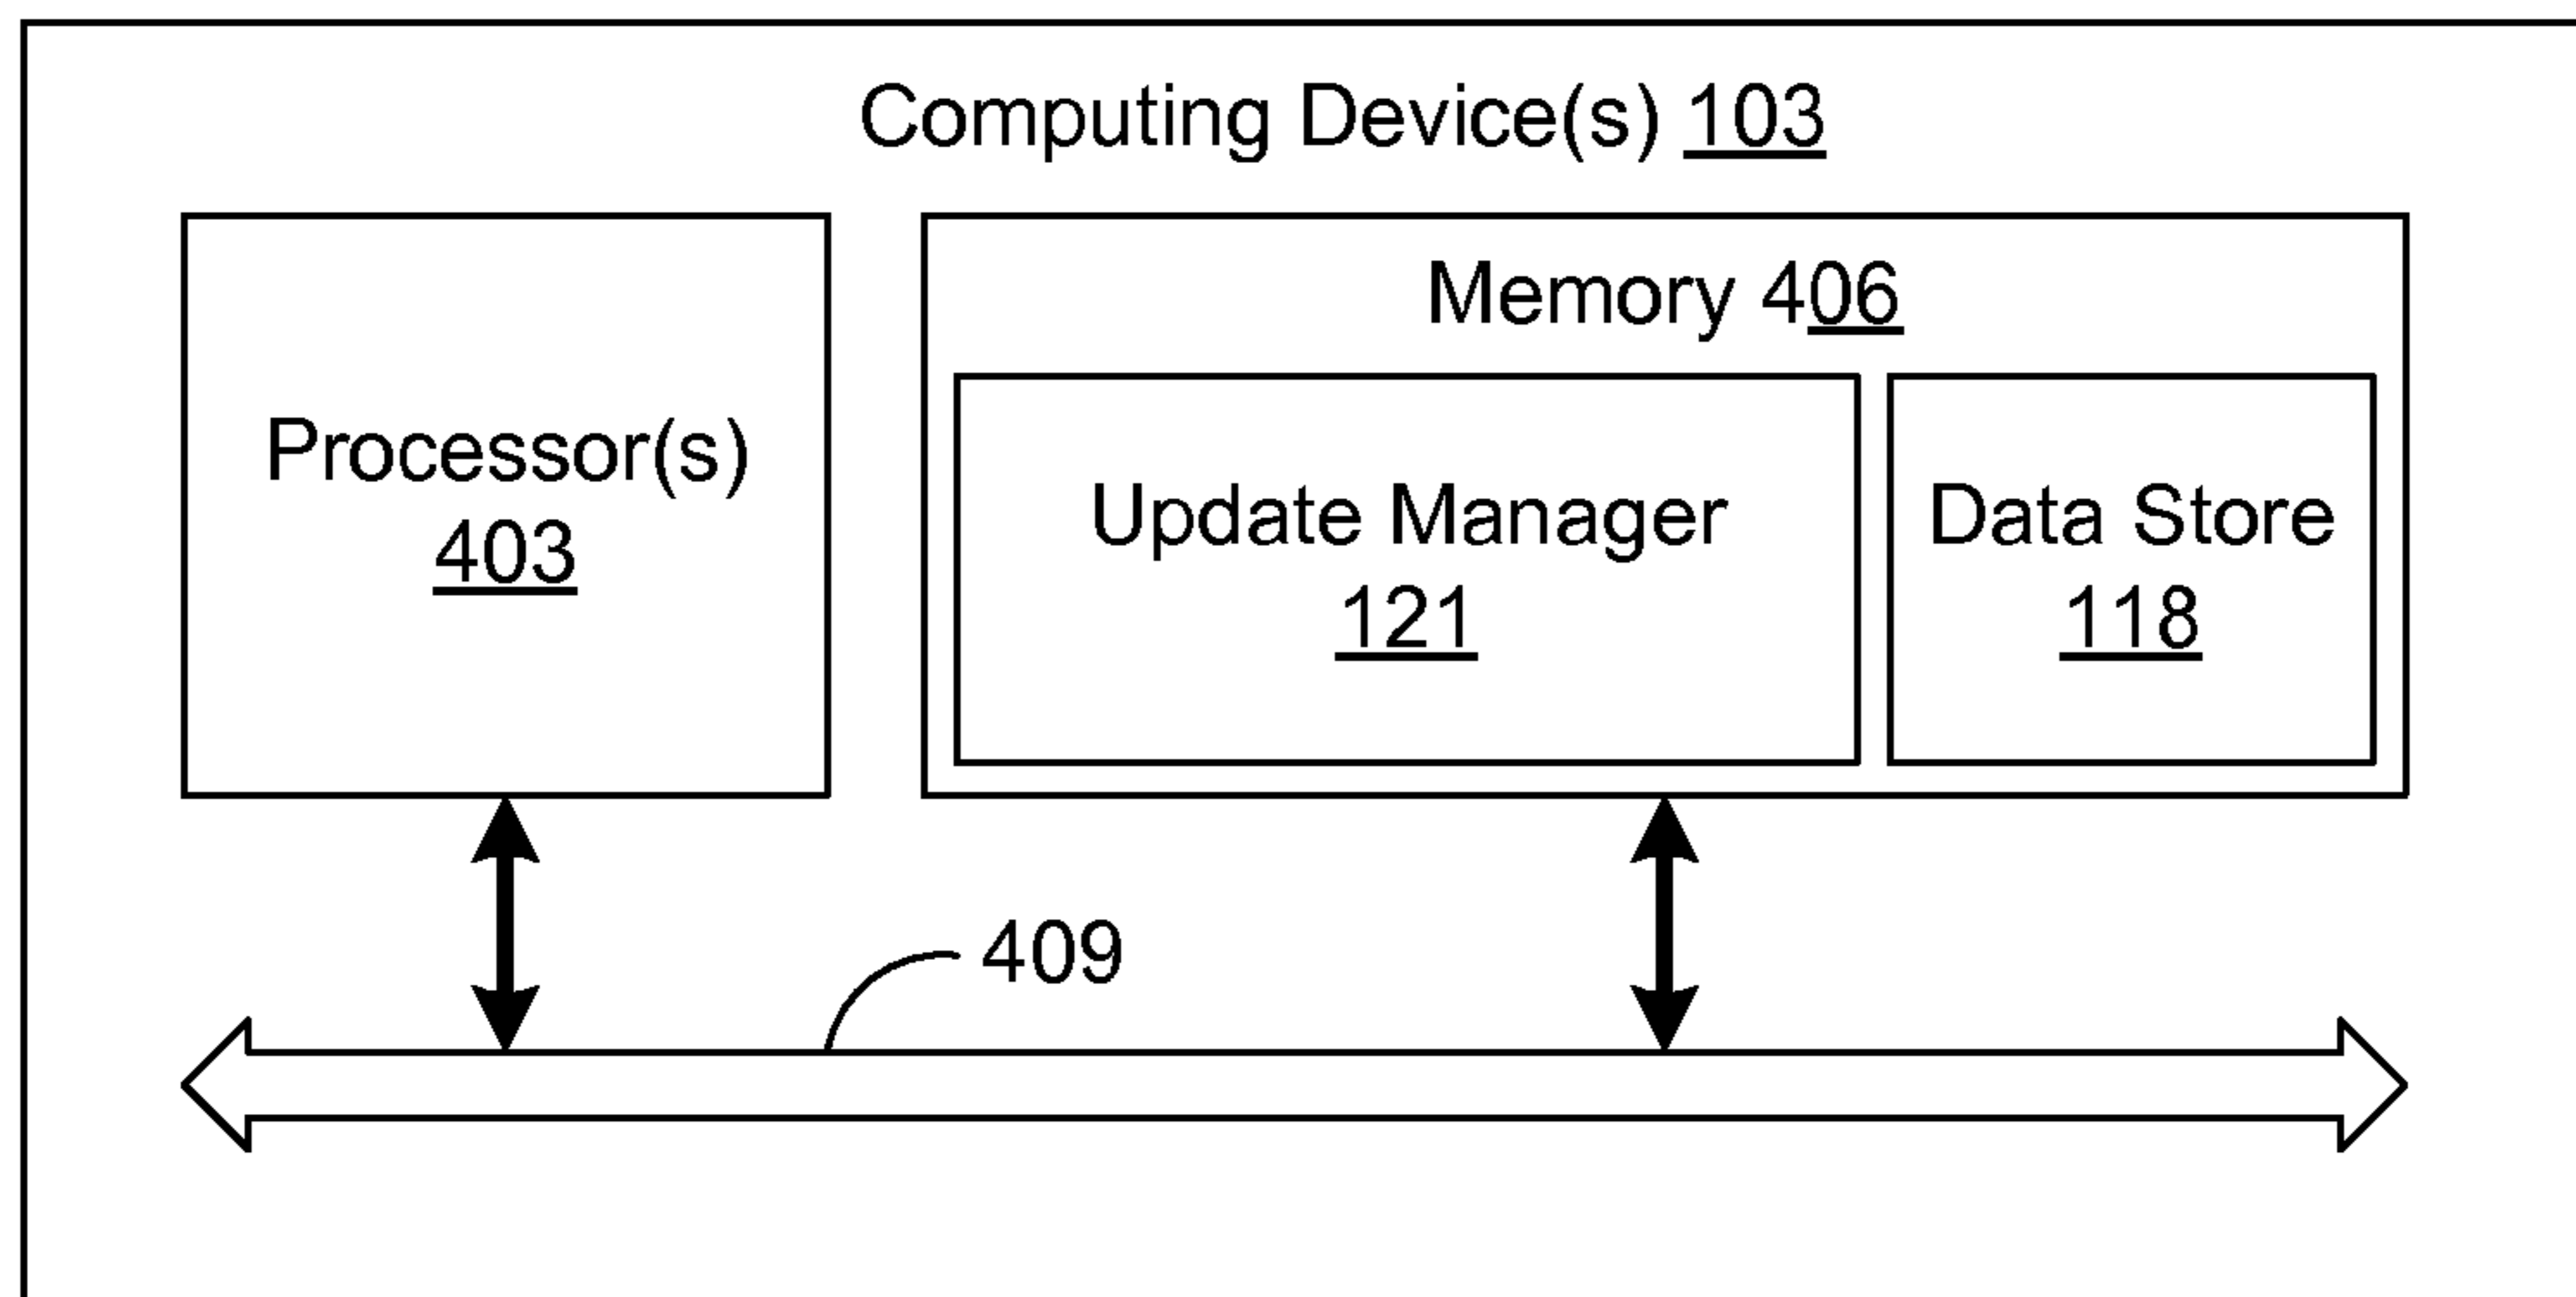 Computing Device(s) 103
Memory 406
Processor(s)
403
Update Manager
121
Data Store
118
409